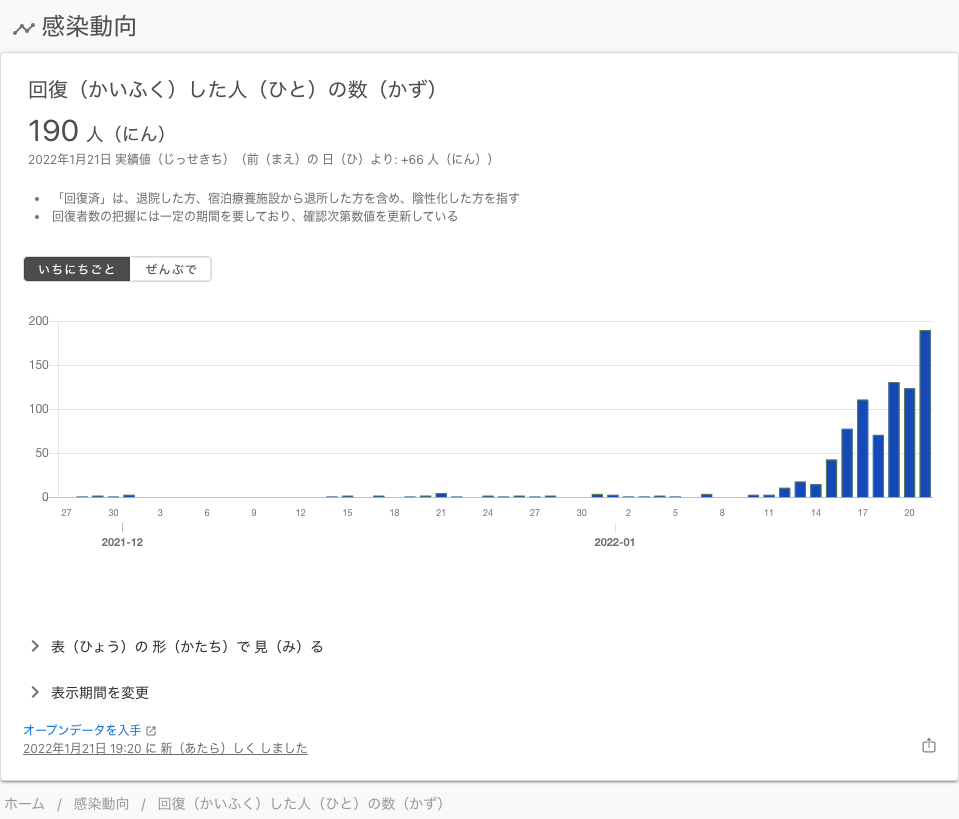 感染動向
回復（かいふく）した人（ひと）の数（かず）
190 人（にん）
2022年1月21日 実績値（じっせきち）（前（まえ）の 日（ひ）より: +66 人（にん））
「回復済」は、退院した方、宿泊療養施設から退所した方を含め、陰性化した方を指す
回復者数の把握には一定の期間を要しており、確認次第数値を更新している
いちにちごと ぜんぶで
200
150
100
50
0
27 30 3 6 9 12 15 18 21 24 27 30 2 5 8 11 14 17 20
2021-12 2022-01
表（ひょう）の 形（かたち）で 見（み）る
表示期間を変更
オープンデータを入手
2022年1月21日 19:20 に 新（あたら）しく しました
ホーム / 感染動向 / 回復（かいふく）した人（ひと）の数（かず）